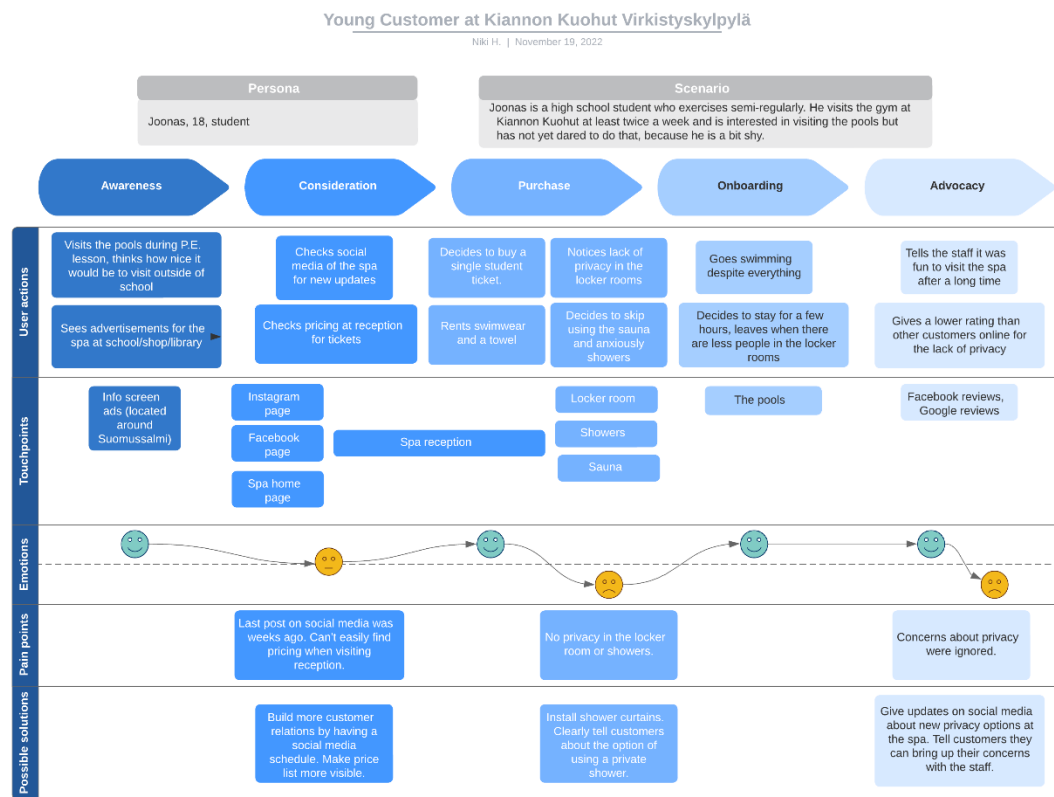 Young Customer at Kiannon Kuohut Virkistyskylpylä
Niki H. | November 19, 2022
Persona
Joonas, 18, student
Scenario
Joonas is a high school student who exercises semi-regularly. He visits the gym at
Kiannon Kuohut at least twice a week and is interested in visiting the pools but
has not yet dared to do that, because he is a bit shy.
Awareness
Consideration
Purchase
Onboarding
Advocacy
User actions
Visits the pools during P.E.
lesson, thinks how nice it
would be to visit outside of
school
Sees advertisements for the
spa at school/shop/library
Checks social
media of the spa
for new updates
Checks pricing at reception
for tickets
Decides to buy a
single student
ticket.
Rents swimwear
and a towel
Notices lack of
privacy in the
locker rooms
Decides to skip
using the sauna
and anxiously
showers
Goes swimming
despite everything
Decides to stay for a few
hours, leaves when there
are less people in the locker
rooms
Tells the staff it was
fun to visit the spa
after a long time
Gives a lower rating than
other customers online for
the lack of privacy
Touchpoints
Info screen
ads (located
around
Suomussalmi)
Instagram
page
Facebook
page
Spa home
page
Spa reception
Locker room
Showers
Sauna
The pools
Facebook reviews,
Google reviews
Emotions
Pain points
Last post on social media was
weeks ago. Can't easily find
pricing when visiting
reception.
No privacy in the locker
room or showers.
Concerns about privacy
were ignored.
Possible solutions
Build more customer
relations by having a
social media
schedule. Make price
list more visible.
Install shower curtains.
Clearly tell customers
about the option of
using a private
shower.
Give updates on social media
about new privacy options at
the spa. Tell customers they
can bring up their concerns
with the staff.